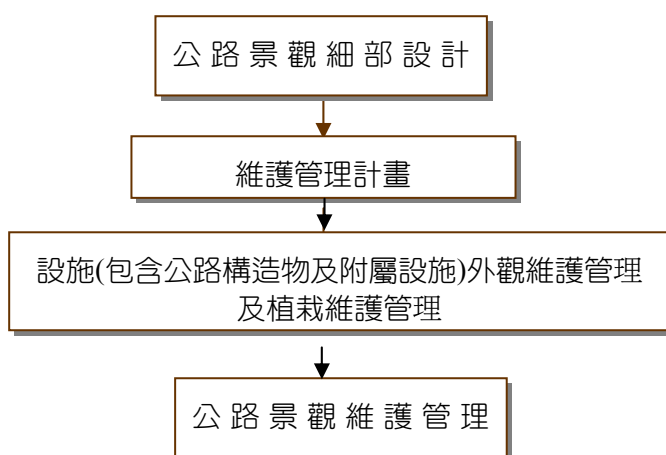 公路景觀細部設計
維護管理計畫
設施(包含公路構造物及附屬設施)外觀維護管理
及植栽維護管理
公路景觀維護管理